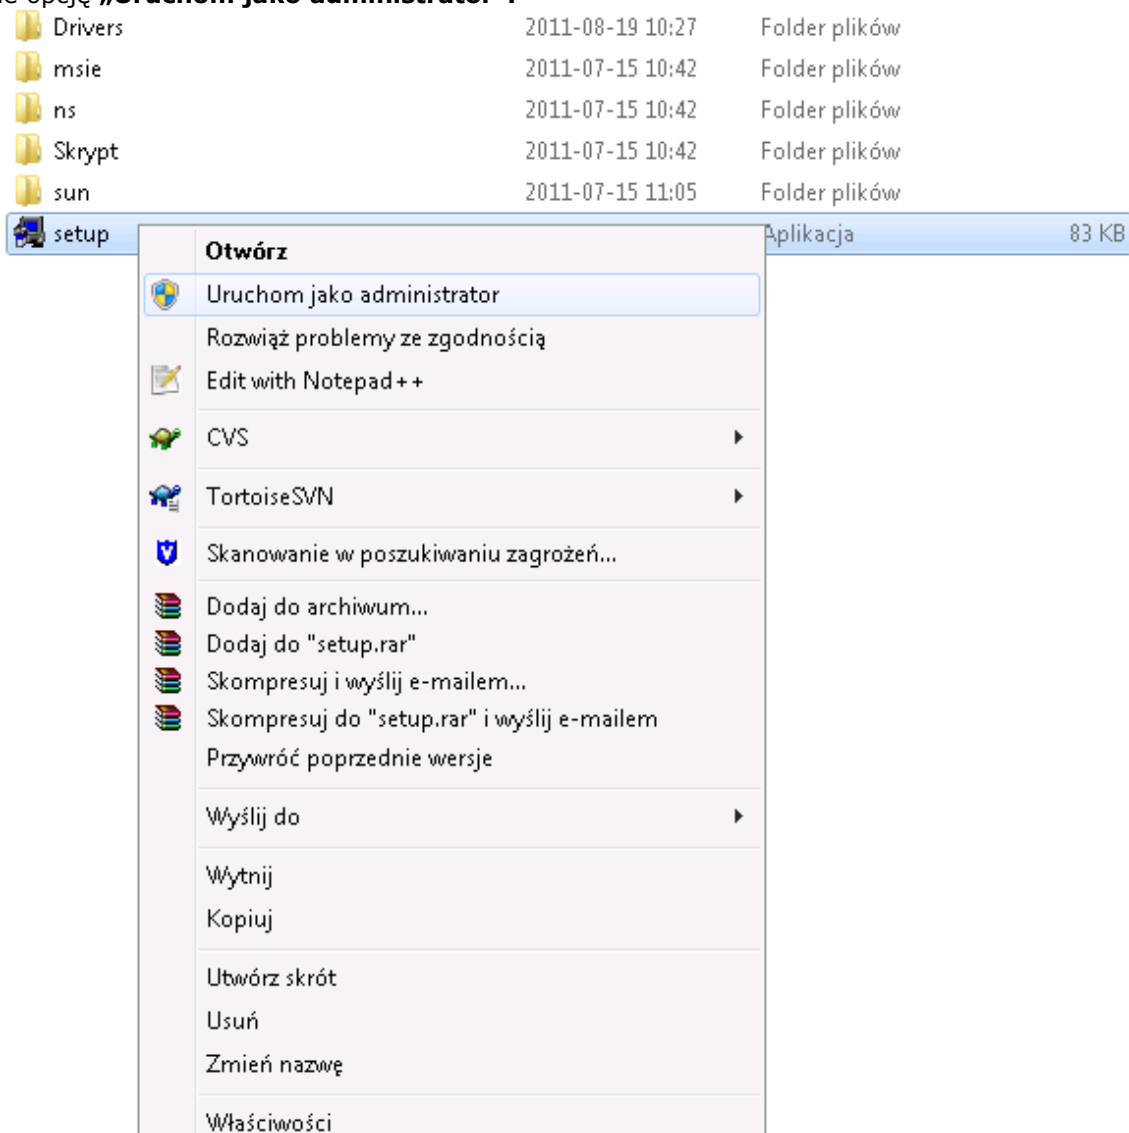 opcję „Uruchom jako administrator”.
Drivers 2011-08-19 10:27 Folder plików
msie 2011-07-15 10:42 Folder plików
ns 2011-07-15 10:42 Folder plików
Skrypt 2011-07-15 10:42 Folder plików
sun 2011-07-15 11:05 Folder plików
setup Aplikacja 83 KB
Otwórz
Uruchom jako administrator
Rozwiąż problemy ze zgodnością
Edit with Notepad++
CVS
TortoiseSVN
Skanowanie w poszukiwaniu zagrożeń...
Dodaj do archiwum...
Dodaj do "setup.rar"
Skompresuj i wyślij e-mailem...
Skompresuj do "setup.rar" i wyślij e-mailem
Przywróć poprzednie wersje
Wyślij do
Wytnij
Kopiuj
Utwórz skrót
Usuń
Zmień nazwę
Właściwości